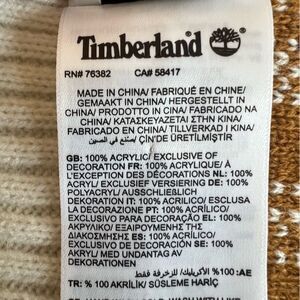 Timberland
RN# 76382 CA# 58417
MADE IN CHINA/ FABRIQUÉ EN CHINE/
GEMAAKT IN CHINA/ HERGESTELLT IN
CHINA/ PRODOTTO IN CINA/ FABRICADO NA
CHINA/ ΚΑΤΑΣΚΕΥΑΖΕΤΑΙ ΣΤΗΝ ΚΙΝΑ/
FABRICADO EN CHINA/ TILLVERKAD I KINA/
صنع في الصين / ÇİN'DE ÜRETİLMİŞTİR
GB: 100% ACRYLIC/ EXCLUSIVE OF
DECORATION FR: 100% ACRYLIQUE/ À
L'EXCEPTION DES DÉCORATIONS NL: 100%
ACRYL/ EXCLUSIEF VERSIERING DE: 100%
POLYACRYL/ AUSSCHLIEẞLICH
DEKORATION IT: 100% ACRILICO/ ESCLUSA
LA DECORAZIONE PT: 100% ACRÍLICO/
EXCLUSIVO PARA DECORAÇÃO EL: 100%
ΑΚΡΥΛΙΚΟ/ ΕΞΑΙΡΟΥΜΕΝΗΣ ΤΗΣ
ΔΙΑΚΟΣΜΗΣΗΣ ES: 100% ACRÍLICO/
EXCLUSIVO DE DECORACIÓN SE: 100%
AKRYL/ MED UNDANTAG AV
DEKORATIONEN
AE: 100% الأكريليك/ للزخرفة فقط
TR: % 100 AKRİLİK/ SÜSLEME HARİÇ